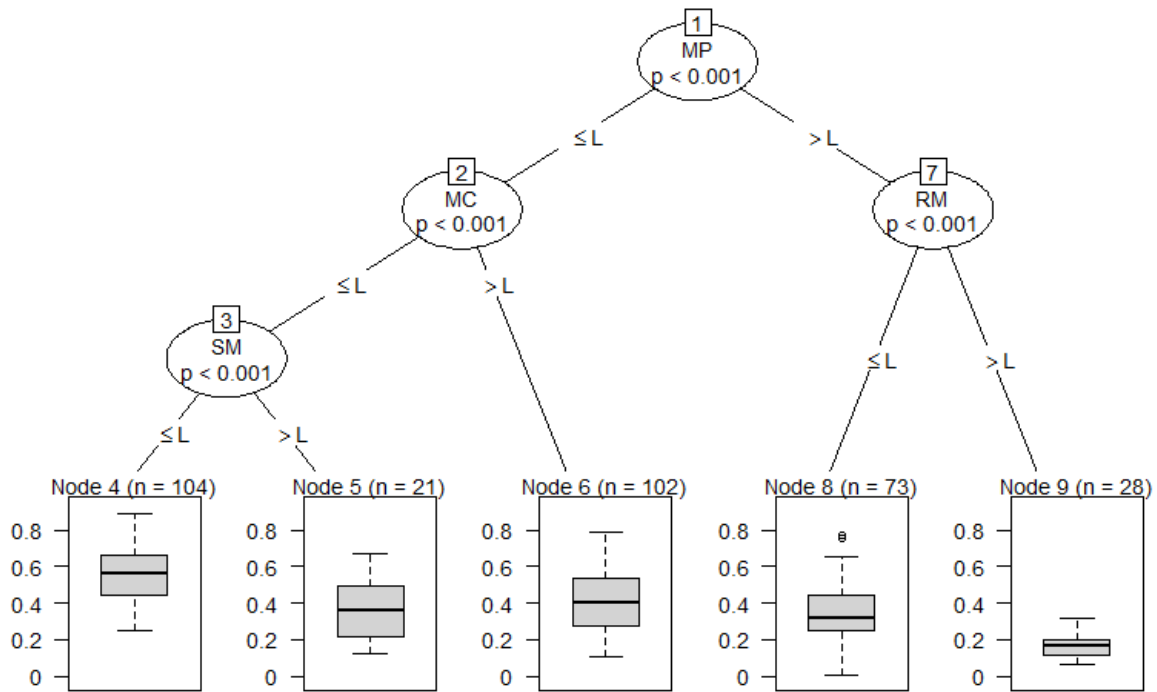 1
MP
p < 0.001
≤ L
> L
2
MC
p < 0.001
7
RM
p < 0.001
≤ L
> L
3
SM
p < 0.001
≤ L
> L
≤ L
> L
Node 4 (n = 104)
0.8
0.6
0.4
0.2
0
Node 5 (n = 21)
0.8
0.6
0.4
0.2
0
Node 6 (n = 102)
0.8
0.6
0.4
0.2
0
Node 8 (n = 73)
0.8
0.6
0.4
0.2
0
Node 9 (n = 28)
0.8
0.6
0.4
0.2
0